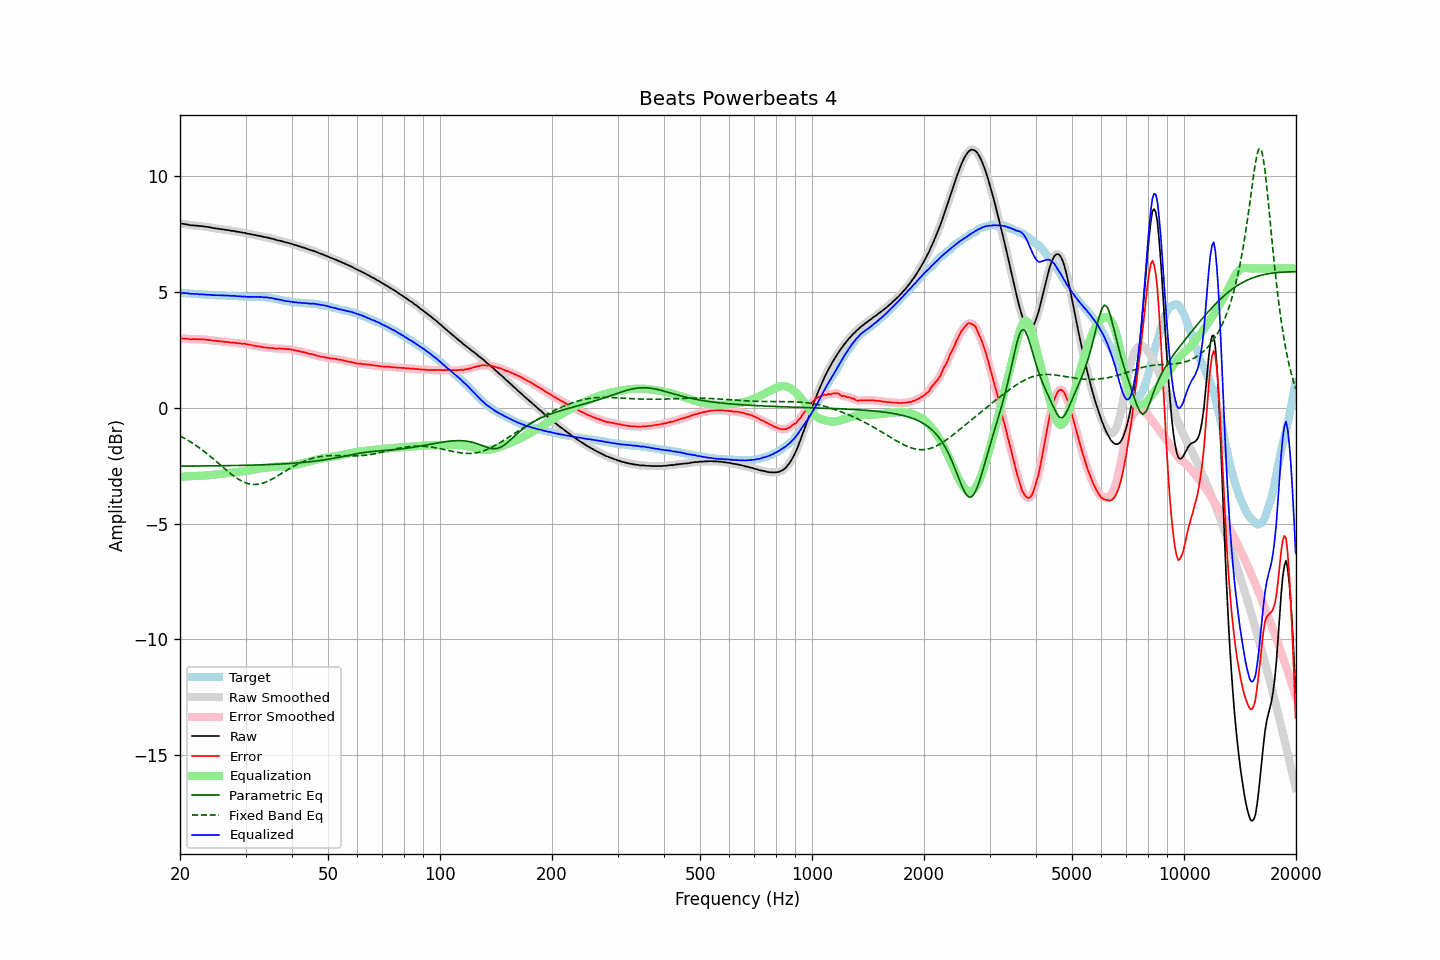 Beats Powerbeats 4
Amplitude (dBr)
10
5
0
−5
−10
−15
Target
Raw Smoothed
Error Smoothed
Raw
Error
Equalization
Parametric Eq
Fixed Band Eq
Equalized
20 50 100 200 500 1000 2000 5000 10000 20000
Frequency (Hz)